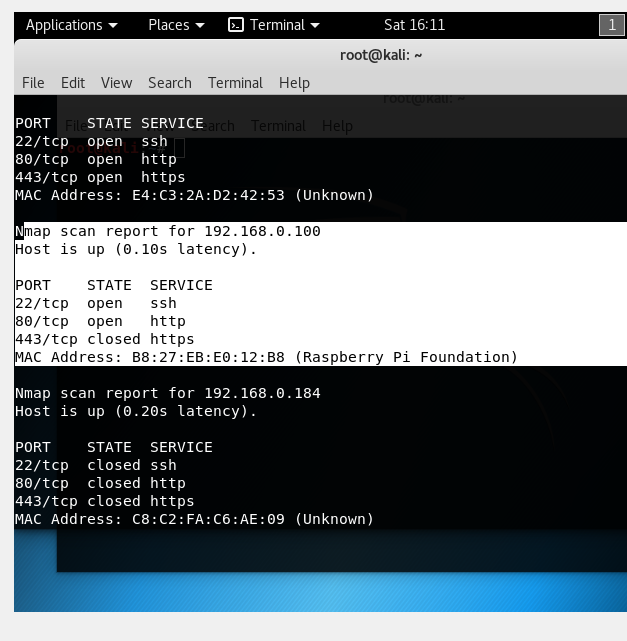 Applications Places Terminal Sat 16:11 1
root@kali: ~
File Edit View Search Terminal Help
root@kali: ~
PORT    STATE SERVICE
File Search Terminal Help
22/tcp  open  ssh
80/tcp  open  http
443/tcp open  https
MAC Address: E4:C3:2A:D2:42:53 (Unknown)
Nmap scan report for 192.168.0.100
Host is up (0.10s latency).
PORT    STATE  SERVICE
22/tcp  open   ssh
80/tcp  open   http
443/tcp closed https
MAC Address: B8:27:EB:E0:12:B8 (Raspberry Pi Foundation)
Nmap scan report for 192.168.0.184
Host is up (0.20s latency).
PORT    STATE  SERVICE
22/tcp  closed ssh
80/tcp  closed http
443/tcp closed https
MAC Address: C8:C2:FA:C6:AE:09 (Unknown)